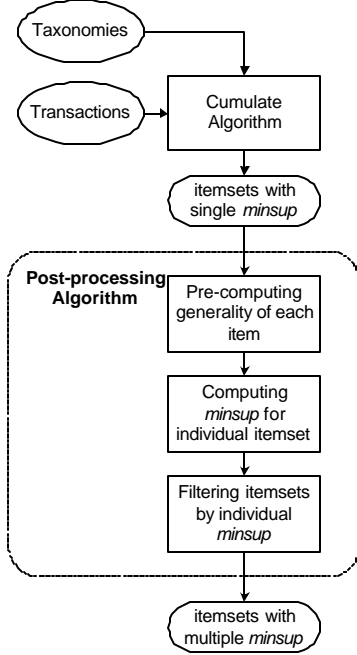 Taxonomies
Transactions
Cumulate
Algorithm
itemsets with
single minsup
Post-processing
Algorithm
Pre-computing
generality of each
item
Computing
minsup for
individual itemset
Filtering itemsets
by individual
minsup
itemsets with
multiple minsup